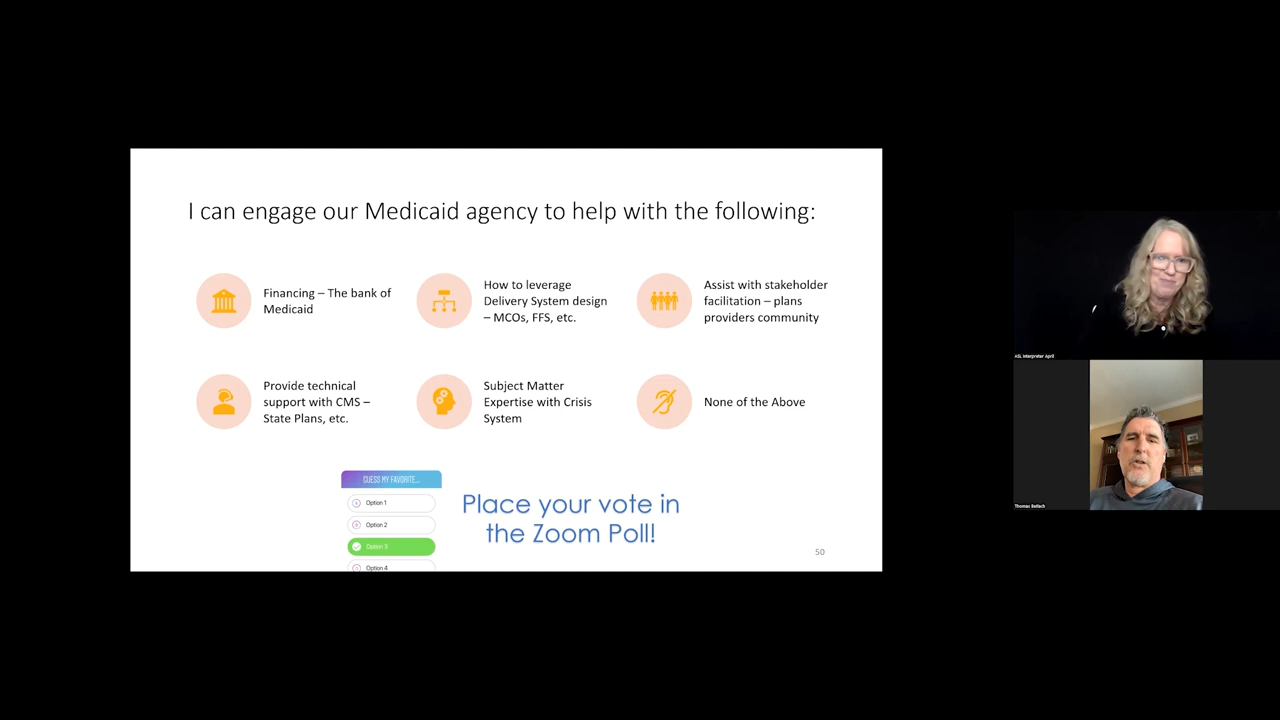 I can engage our Medicaid agency to help with the following:
Financing – The bank of
Medicaid
How to leverage
Delivery System design
– MCOs, FFS, etc.
Assist with stakeholder
facilitation – plans
providers community
Provide technical
support with CMS –
State Plans, etc.
Subject Matter
Expertise with Crisis
System
None of the Above
GUESS MY FAVORITE...
Option 1
Option 2
Option 3
Option 4
Place your vote in
the Zoom Poll!
50
ASL Interpreter April
Thomas Betlach